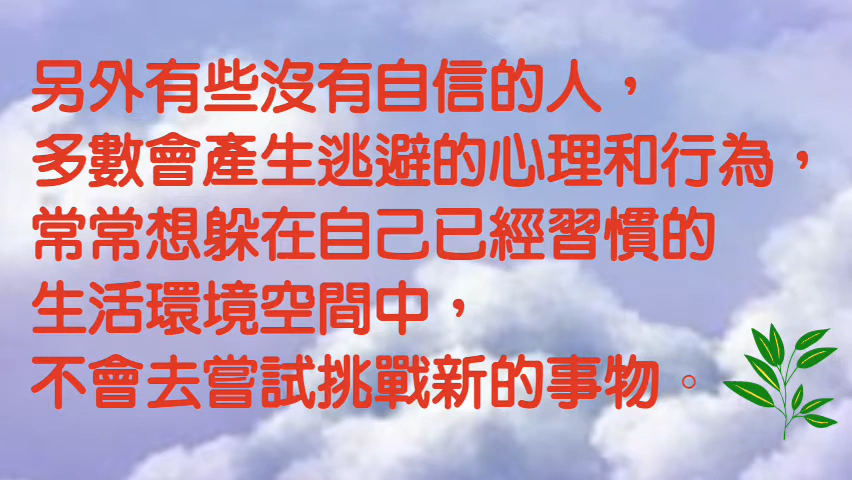 另外有些沒有自信的人，
多數會產生逃避的心理和行為，
常常想躲在自己已經習慣的
生活環境空間中，
不會去嘗試挑戰新的事物。